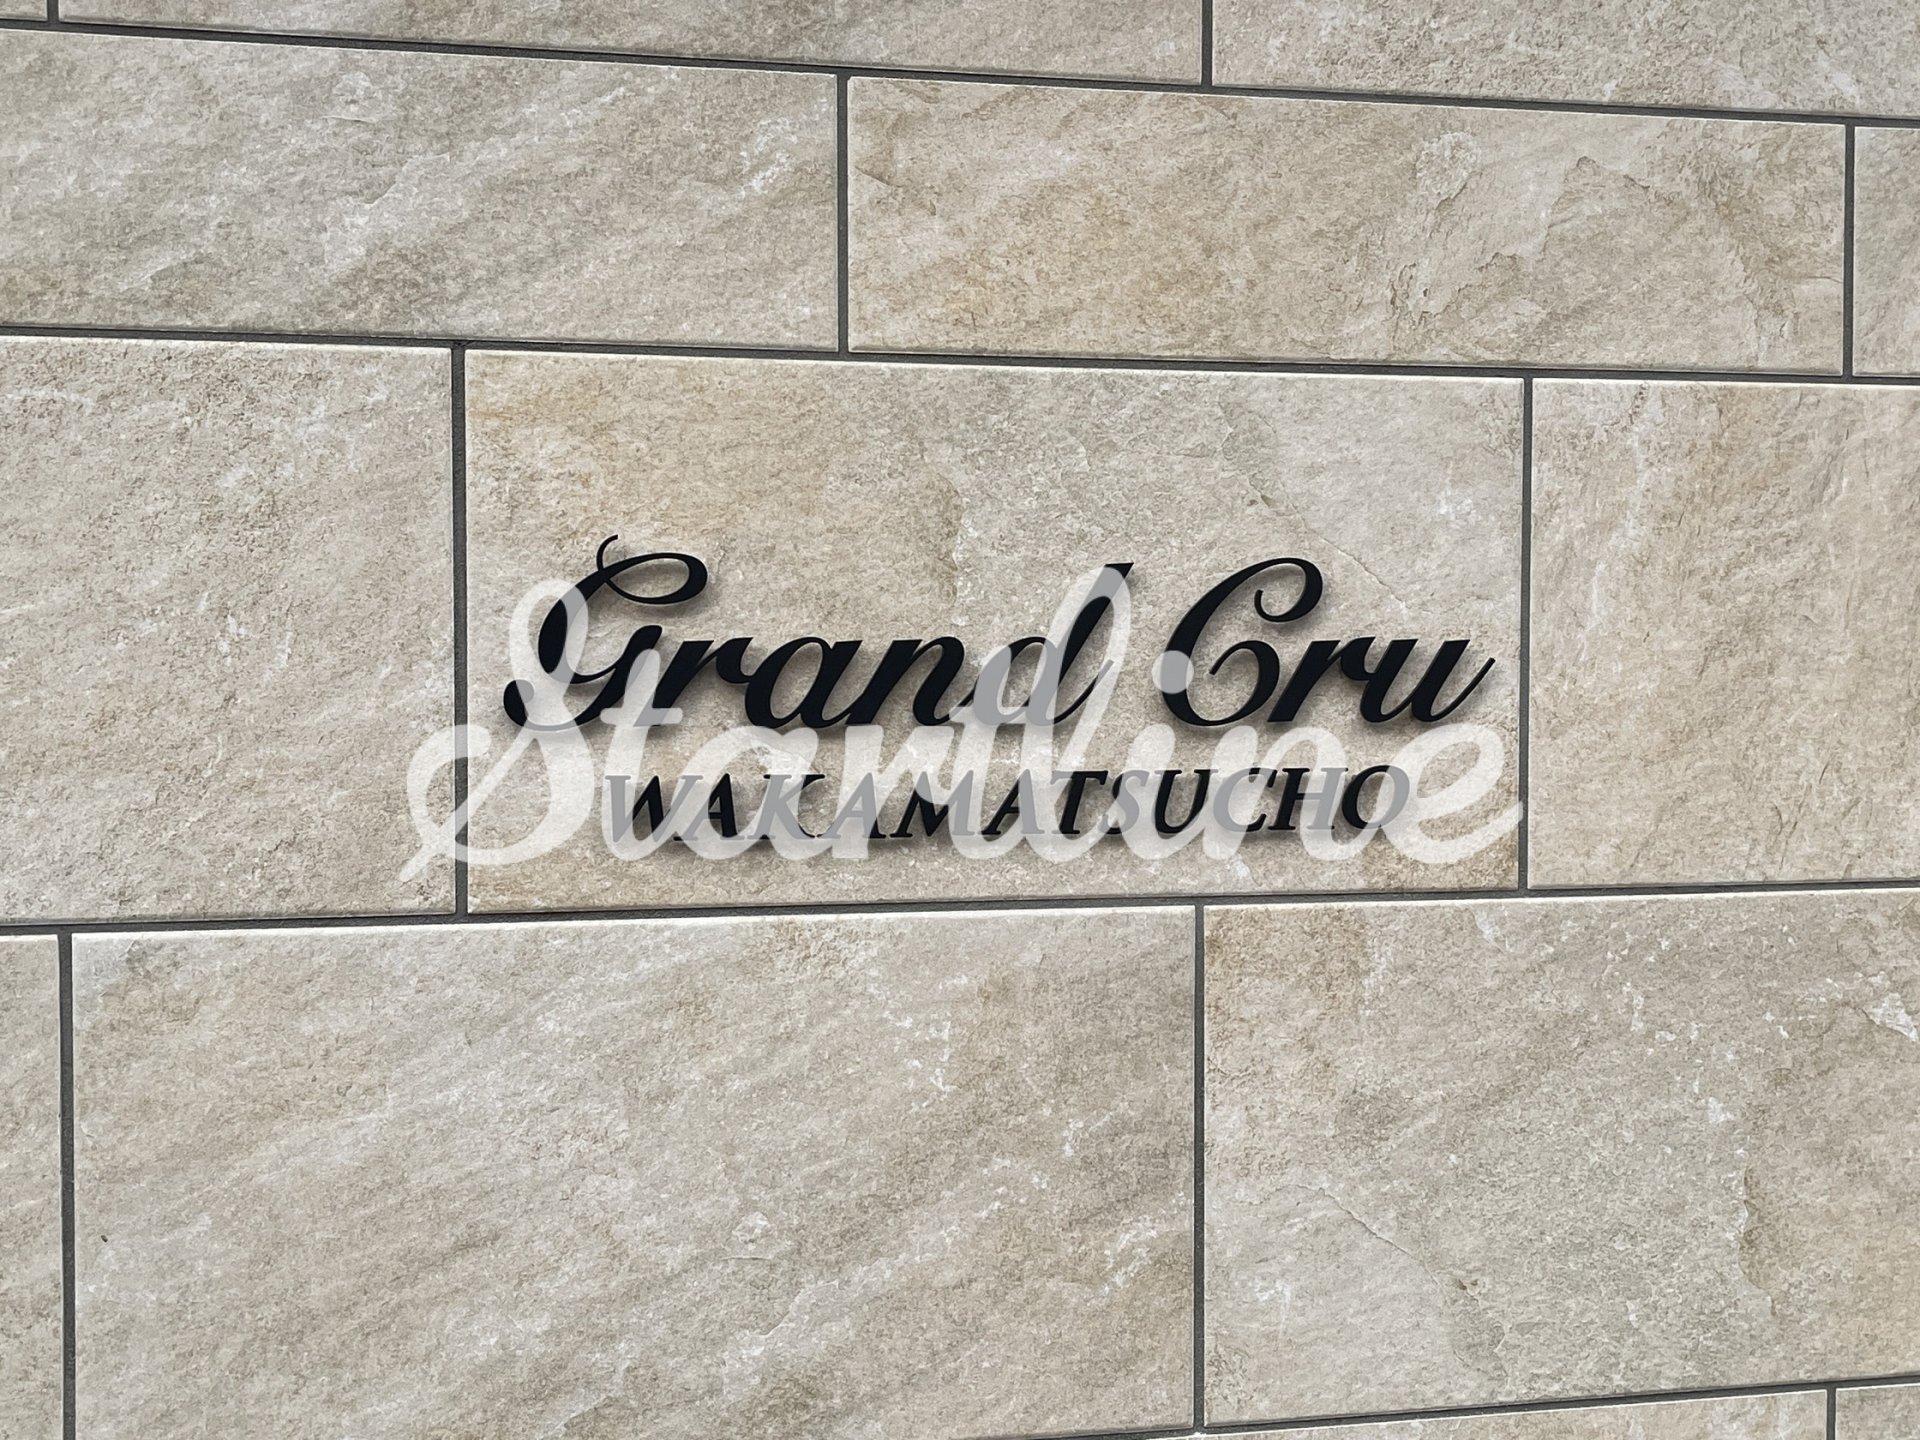 Grand Cru
WAKAMATSUCHO
Startline